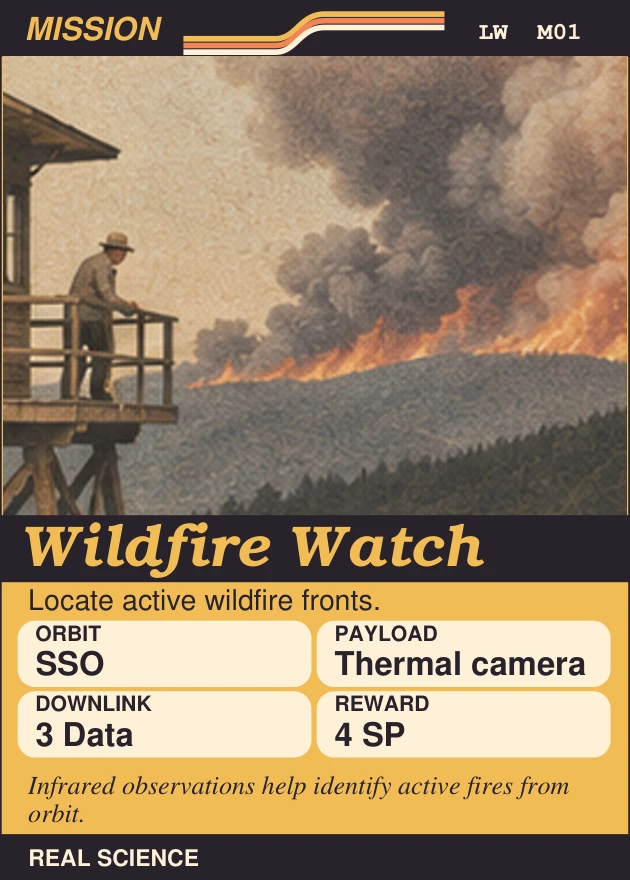 MISSION
LW M01
Wildfire Watch
Locate active wildfire fronts.
ORBIT
SSO
PAYLOAD
Thermal camera
DOWNLINK
3 Data
REWARD
4 SP
Infrared observations help identify active fires from
orbit.
REAL SCIENCE